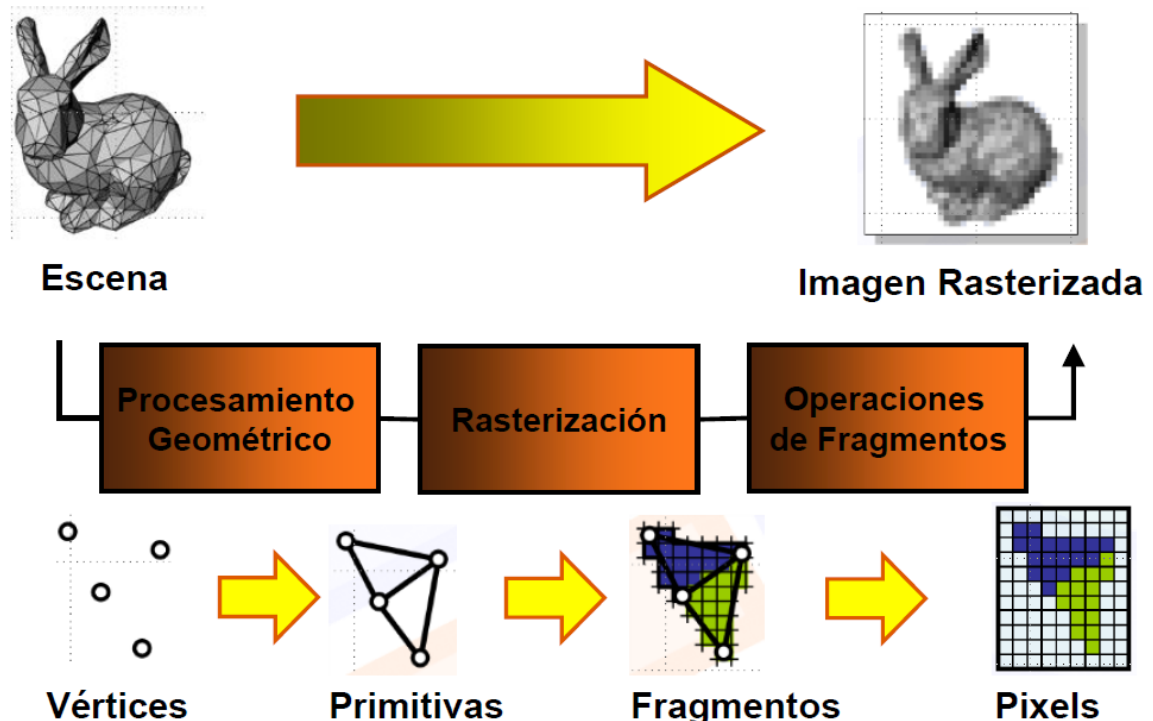 Escena
Imagen Rasterizada
Procesamiento
Geométrico
Rasterización
Operaciones
de Fragmentos
Vértices
Primitivas
Fragmentos
Pixels